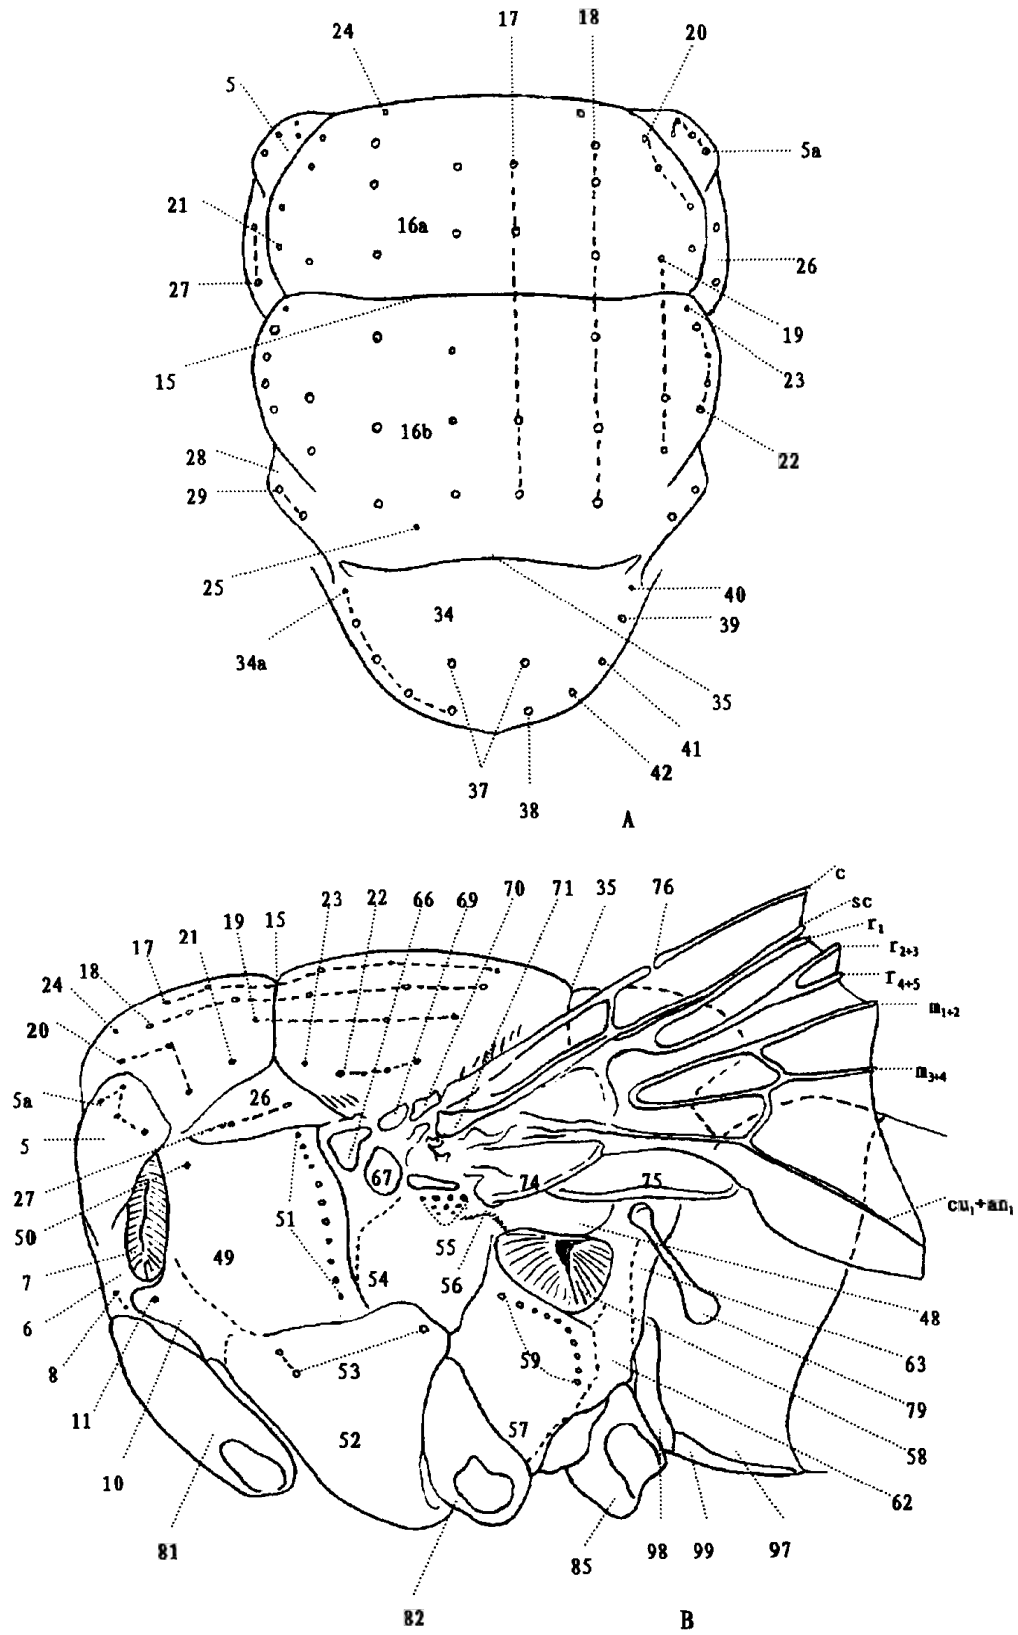 24 17 18 20
5 5a
21 16a 26
27
15 19
23
28 16b
29 22
25
34 40
39
34a
35
41
42
37
38
A
70 71 35 76 c
23 22 66 69 sc
19 15 r₁
17 21 r₂₊₃
18
24 r₄₊₅
20 m₁₊₂
5a 26 m₃₊₄
5
27 67 74 75
50 51 cu₁+an₁
49 55
7 54 56
6 48
8 53 59 63
11 79
52 57
10 58
62
81 85 98 99 97
82 B